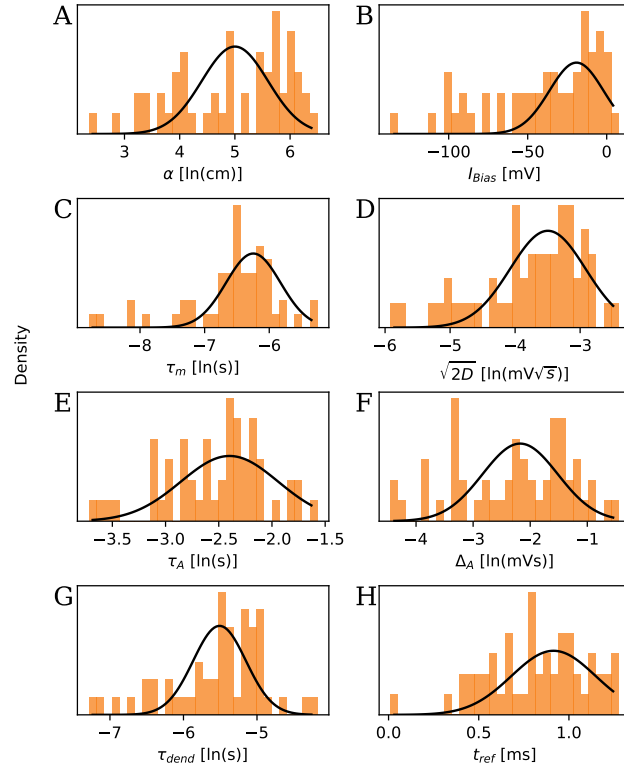 A
B
3
4
5
6
−100
−50
0
α [ln(cm)]
I_Bias [mV]
C
D
−8
−7
−6
−6
−5
−4
−3
τ_m [ln(s)]
√2D [ln(mV√s)]
Density
E
F
−3.5
−3.0
−2.5
−2.0
−1.5
−4
−3
−2
−1
τ_A [ln(s)]
Δ_A [ln(mVs)]
G
H
−7
−6
−5
0.0
0.5
1.0
τ_dend [ln(s)]
t_ref [ms]